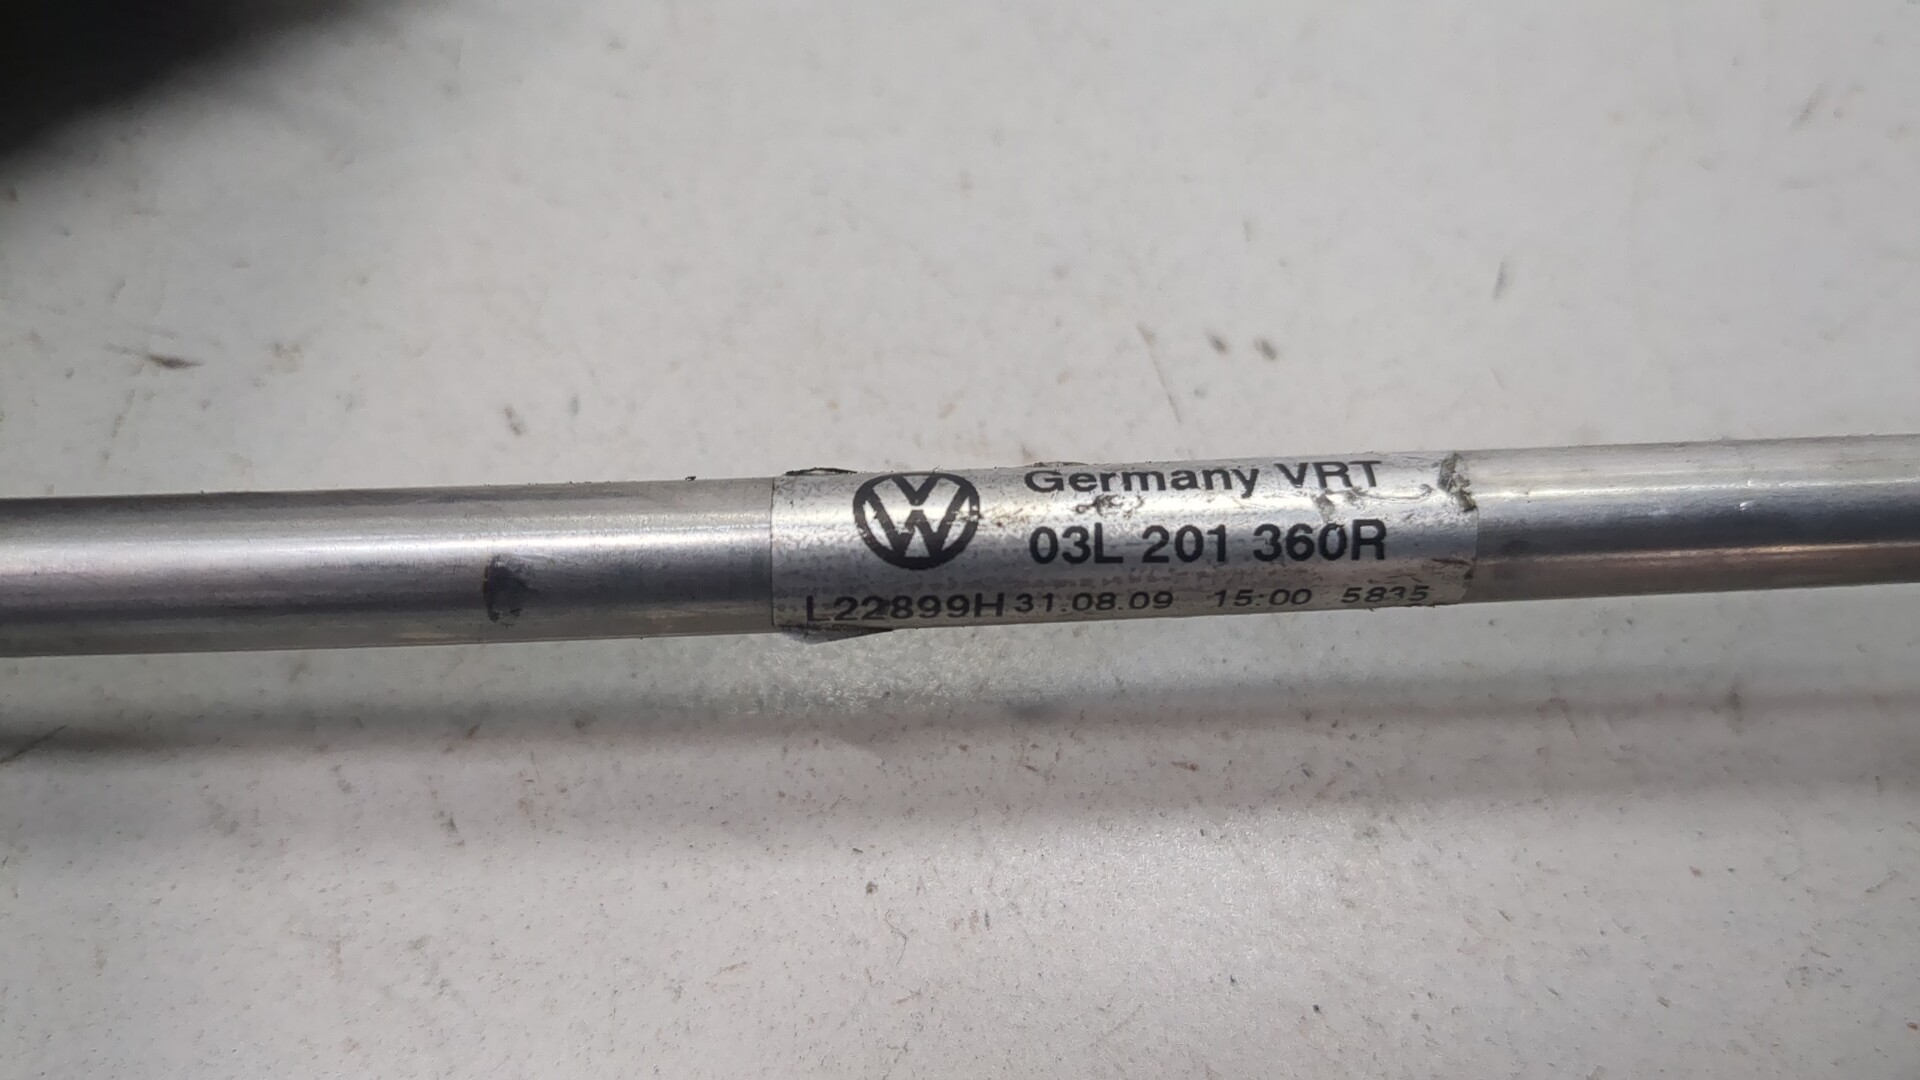 Germany VRT
03L 201 360R
L22899H 31.08.09 15:00 5835